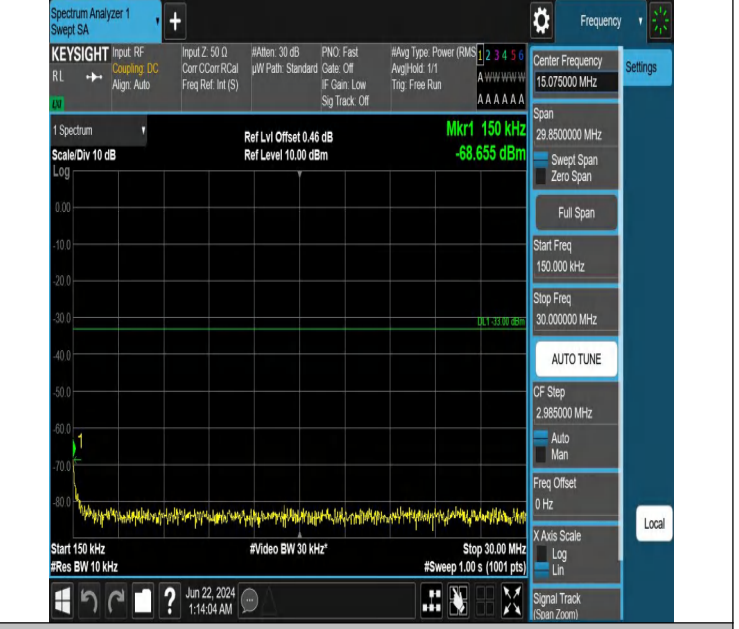 Spectrum Analyzer 1
Swept SA
Frequency
KEYSIGHT
RL
LXI
Input: RF
Coupling: DC
Align: Auto
Input Z: 50 Ω
Corr CCorr RCal
Freq Ref: Int (S)
#Atten: 30 dB
µW Path: Standard
PNO: Fast
Gate: Off
IF Gain: Low
Sig Track: Off
#Avg Type: Power (RMS
Avg|Hold: 1/1
Trig: Free Run
1 2 3 4 5 6
A W W W W W
A A A A A A
1 Spectrum
Scale/Div 10 dB
Log
Ref Lvl Offset 0.46 dB
Ref Level 10.00 dBm
Mkr1 150 kHz
-68.655 dBm
0.00
-10.0
-20.0
-30.0
DL1 -33.00 dBm
-40.0
-50.0
-60.0
1
-70.0
-80.0
Start 150 kHz
#Res BW 10 kHz
#Video BW 30 kHz*
Stop 30.00 MHz
#Sweep 1.00 s (1001 pts)
Center Frequency
15.075000 MHz
Settings
Span
29.8500000 MHz
Swept Span
Zero Span
Full Span
Start Freq
150.000 kHz
Stop Freq
30.000000 MHz
AUTO TUNE
CF Step
2.985000 MHz
Auto
Man
Freq Offset
0 Hz
X Axis Scale
Log
Lin
Local
Signal Track
(Span Zoom)
?
Jun 22, 2024
1:14:04 AM